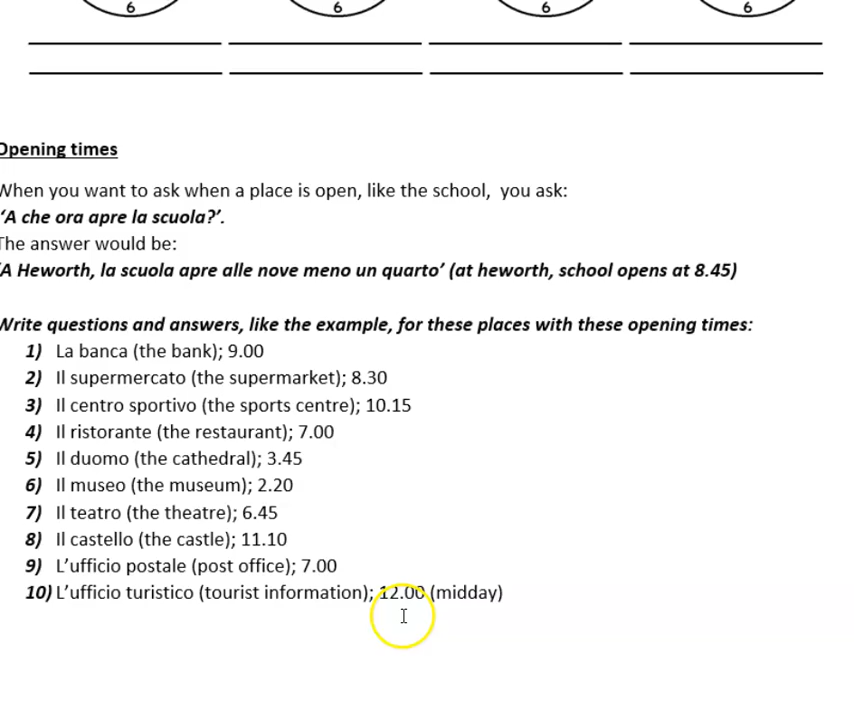 6 6 6 6
Opening times
When you want to ask when a place is open, like the school, you ask:
‘A che ora apre la scuola?’.
The answer would be:
‘A Heworth, la scuola apre alle nove meno un quarto’ (at heworth, school opens at 8.45)
Write questions and answers, like the example, for these places with these opening times:
1) La banca (the bank); 9.00
2) Il supermercato (the supermarket); 8.30
3) Il centro sportivo (the sports centre); 10.15
4) Il ristorante (the restaurant); 7.00
5) Il duomo (the cathedral); 3.45
6) Il museo (the museum); 2.20
7) Il teatro (the theatre); 6.45
8) Il castello (the castle); 11.10
9) L’ufficio postale (post office); 7.00
10) L’ufficio turistico (tourist information); 12.00 (midday)